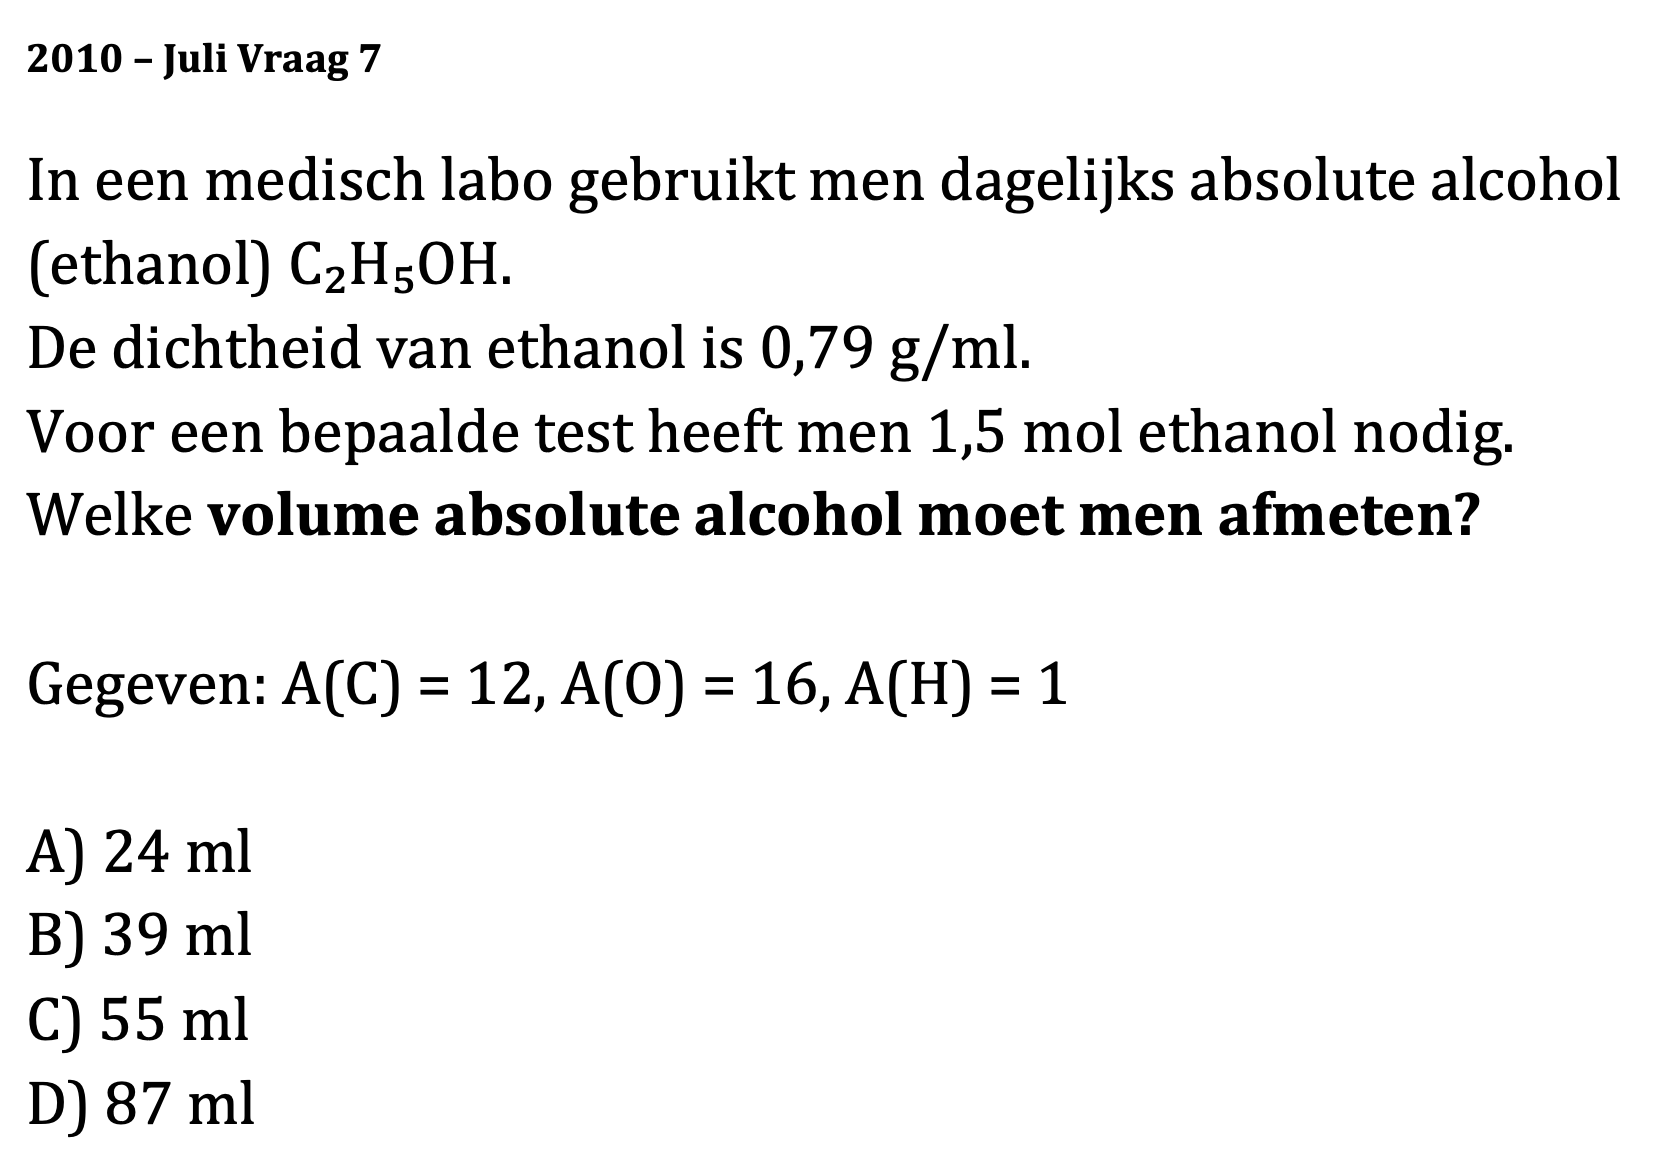 2010 – Juli Vraag 7
In een medisch labo gebruikt men dagelijks absolute alcohol
(ethanol) C₂H₅OH.
De dichtheid van ethanol is 0,79 g/ml.
Voor een bepaalde test heeft men 1,5 mol ethanol nodig.
Welke volume absolute alcohol moet men afmeten?
Gegeven: A(C) = 12, A(O) = 16, A(H) = 1
A) 24 ml
B) 39 ml
C) 55 ml
D) 87 ml